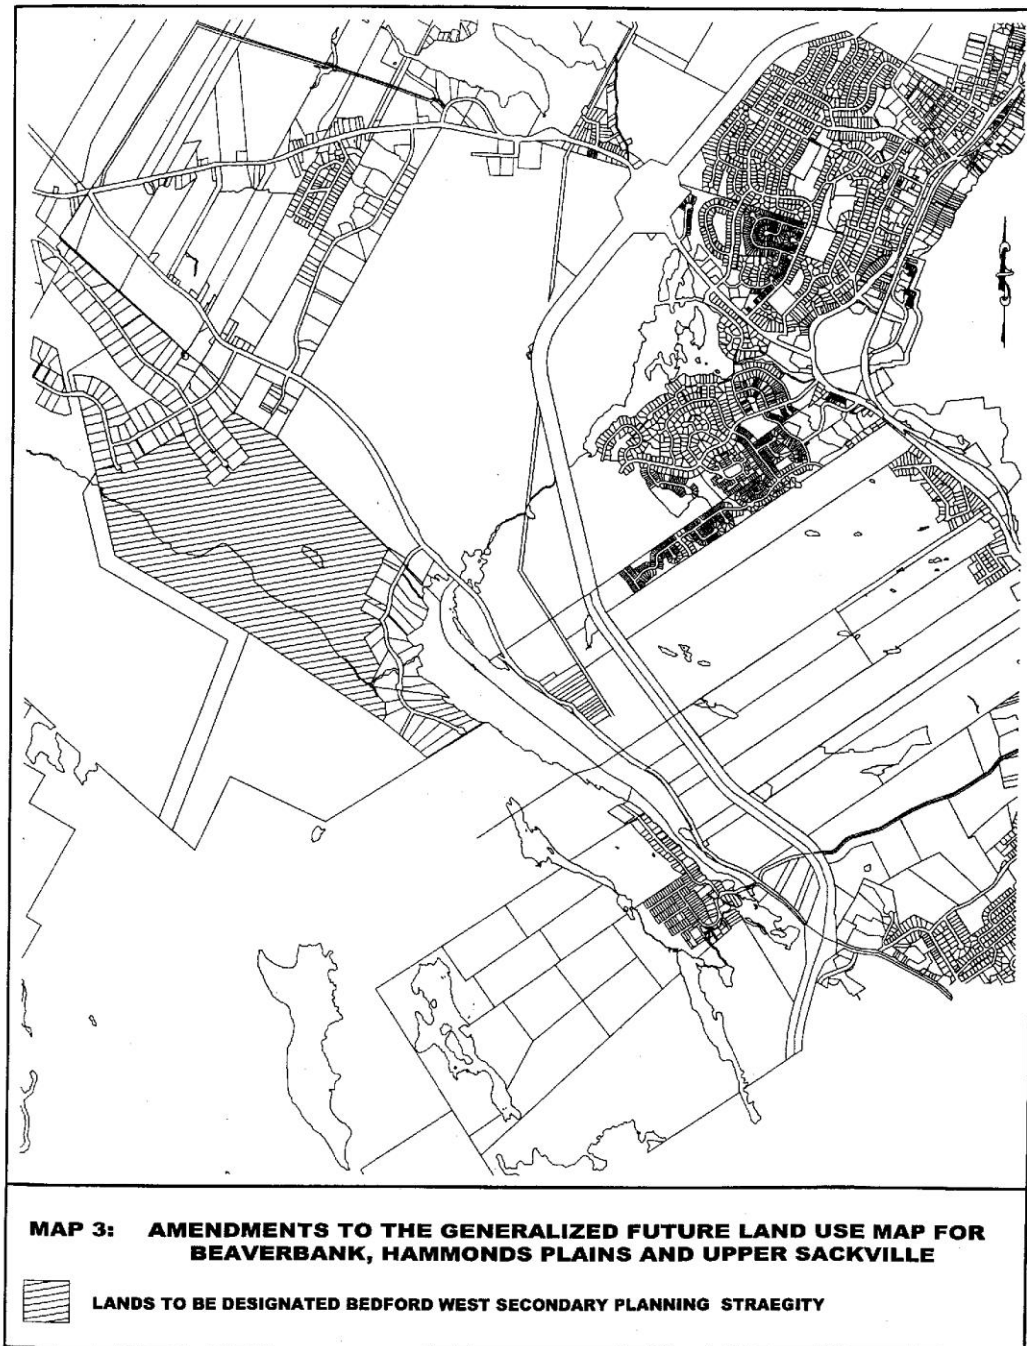 MAP 3: AMENDMENTS TO THE GENERALIZED FUTURE LAND USE MAP FOR
BEAVERBANK, HAMMONDS PLAINS AND UPPER SACKVILLE
LANDS TO BE DESIGNATED BEDFORD WEST SECONDARY PLANNING STRAEGITY